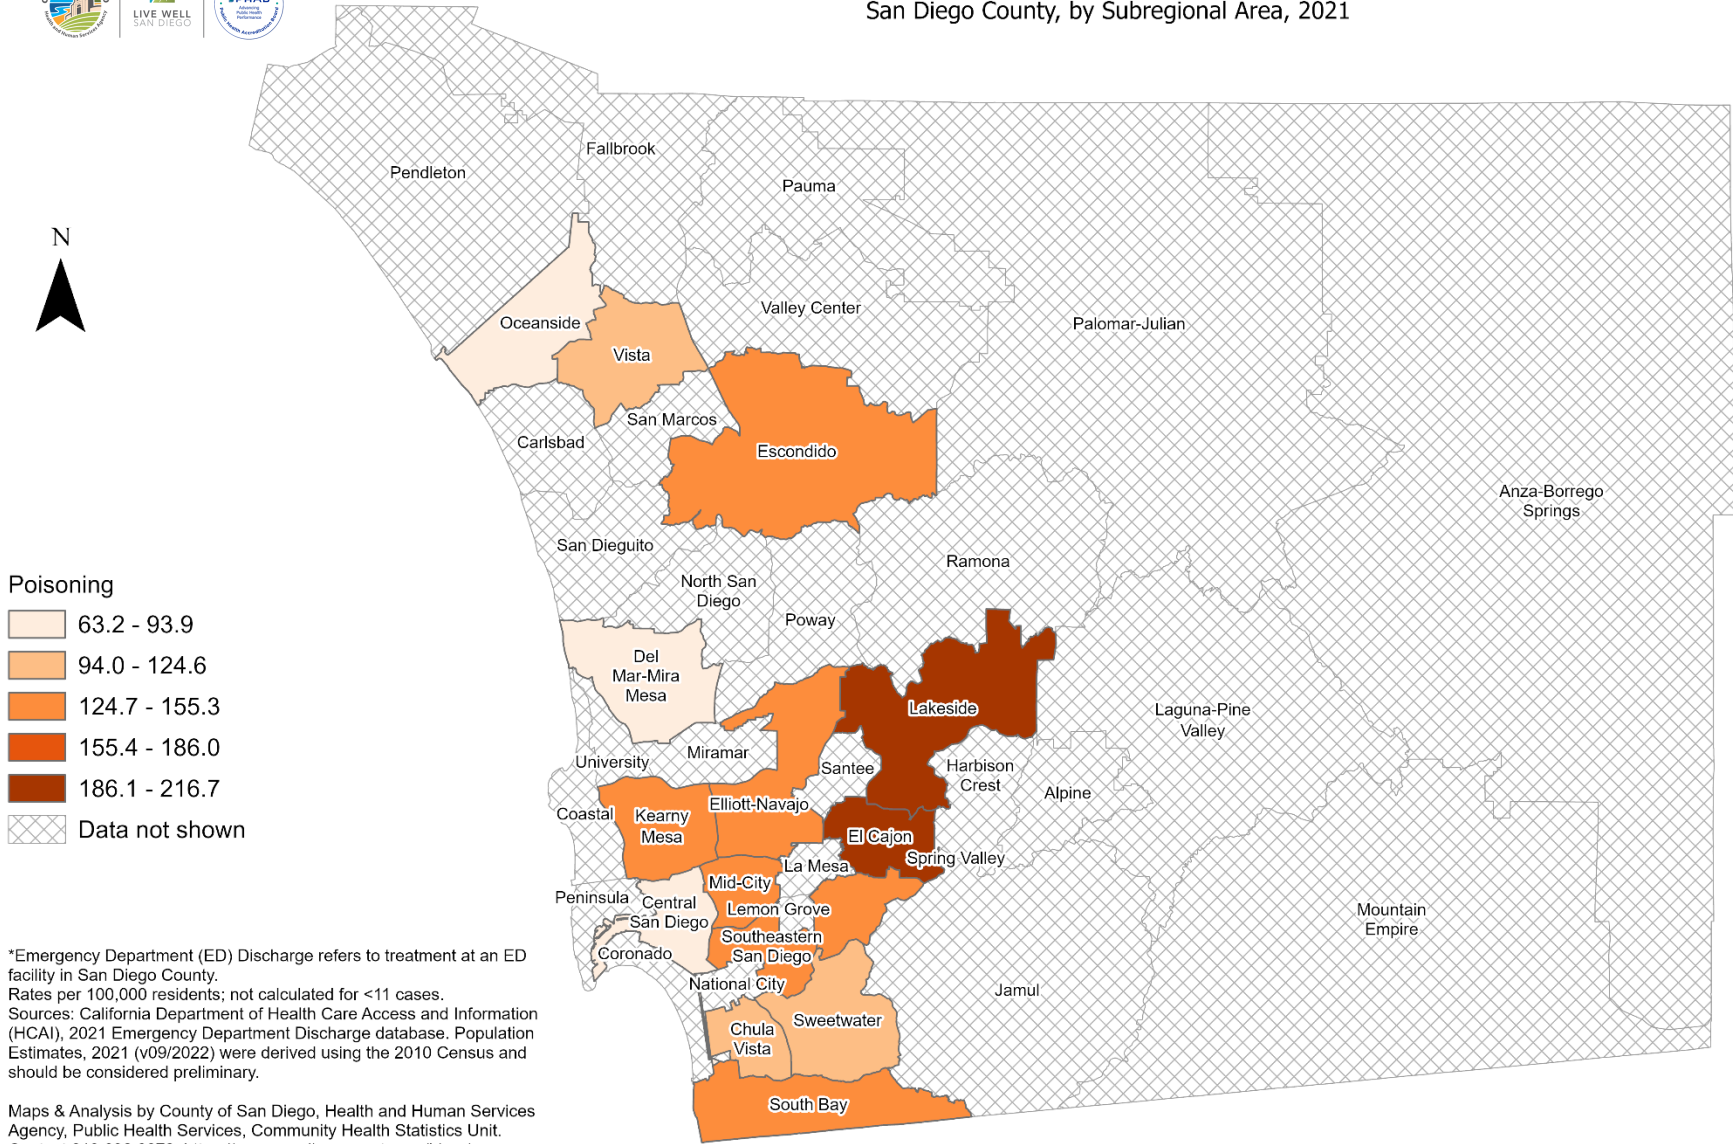 LIVE WELL
SAN DIEGO
Health and Human Services Agency
Advancing
Public Health
Performance
San Diego County, by Subregional Area, 2021
Fallbrook
Pendleton
Pauma
N
Valley Center
Oceanside
Palomar-Julian
Vista
San Marcos
Carlsbad
Escondido
Anza-Borrego
Springs
San Dieguito
Ramona
North San
Diego
Poway
Poisoning
63.2 - 93.9
94.0 - 124.6
124.7 - 155.3
155.4 - 186.0
186.1 - 216.7
Data not shown
Del
Mar-Mira
Mesa
Lakeside
Laguna-Pine
Valley
Miramar
University
Santee
Harbison
Crest
Alpine
Elliott-Navajo
Coastal
Kearny
Mesa
El Cajon
Spring Valley
La Mesa
Mid-City
Peninsula
Central
San Diego
Lemon Grove
Mountain
Empire
Southeastern
San Diego
Coronado
National City
Jamul
Sweetwater
Chula
Vista
South Bay
*Emergency Department (ED) Discharge refers to treatment at an ED
facility in San Diego County.
Rates per 100,000 residents; not calculated for <11 cases.
Sources: California Department of Health Care Access and Information
(HCAI), 2021 Emergency Department Discharge database. Population
Estimates, 2021 (v09/2022) were derived using the 2010 Census and
should be considered preliminary.
Maps & Analysis by County of San Diego, Health and Human Services
Agency, Public Health Services, Community Health Statistics Unit.